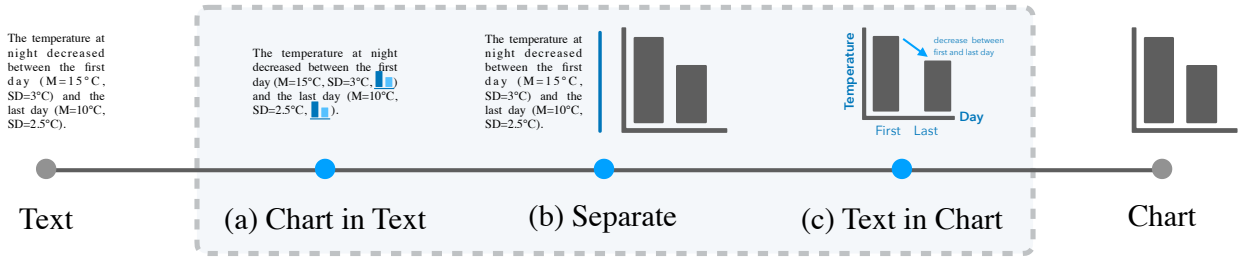 The temperature at
night decreased
between the first
day (M=15°C,
SD=3°C) and the
last day (M=10°C,
SD=2.5°C).
Text
The temperature at night
decreased between the first
day (M=15°C, SD=3°C, )
and the last day (M=10°C,
SD=2.5°C, ).
(a) Chart in Text
The temperature at
night decreased
between the first
day (M=15°C,
SD=3°C) and the
last day (M=10°C,
SD=2.5°C).
(b) Separate
Temperature
decrease between
first and last day
First Last
Day
(c) Text in Chart
Chart